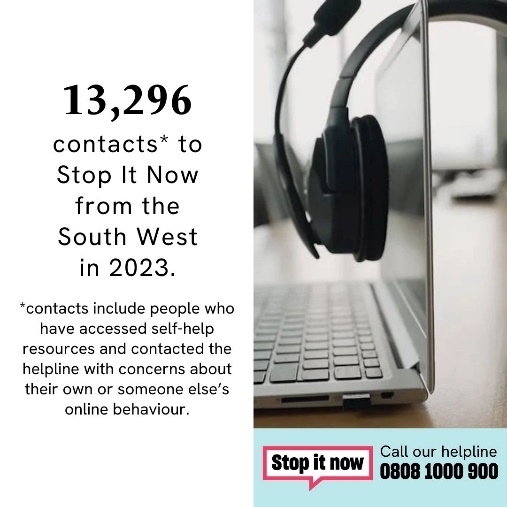 13,296
contacts* to
Stop It Now
from the
South West
in 2023.
*contacts include people who
have accessed self-help
resources and contacted the
helpline with concerns about
their own or someone else's
online behaviour.
Stop it now
Call our helpline
0808 1000 900